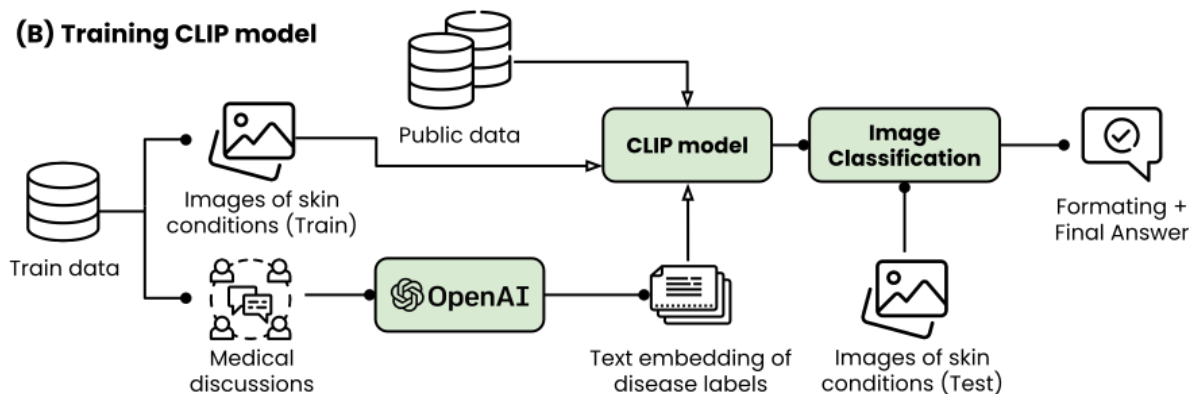 (B) Training CLIP model
Public data
CLIP model
Image
Classification
Images of skin
conditions (Train)
Train data
Formating +
Final Answer
OpenAI
Medical
discussions
Text embedding of
disease labels
Images of skin
conditions (Test)